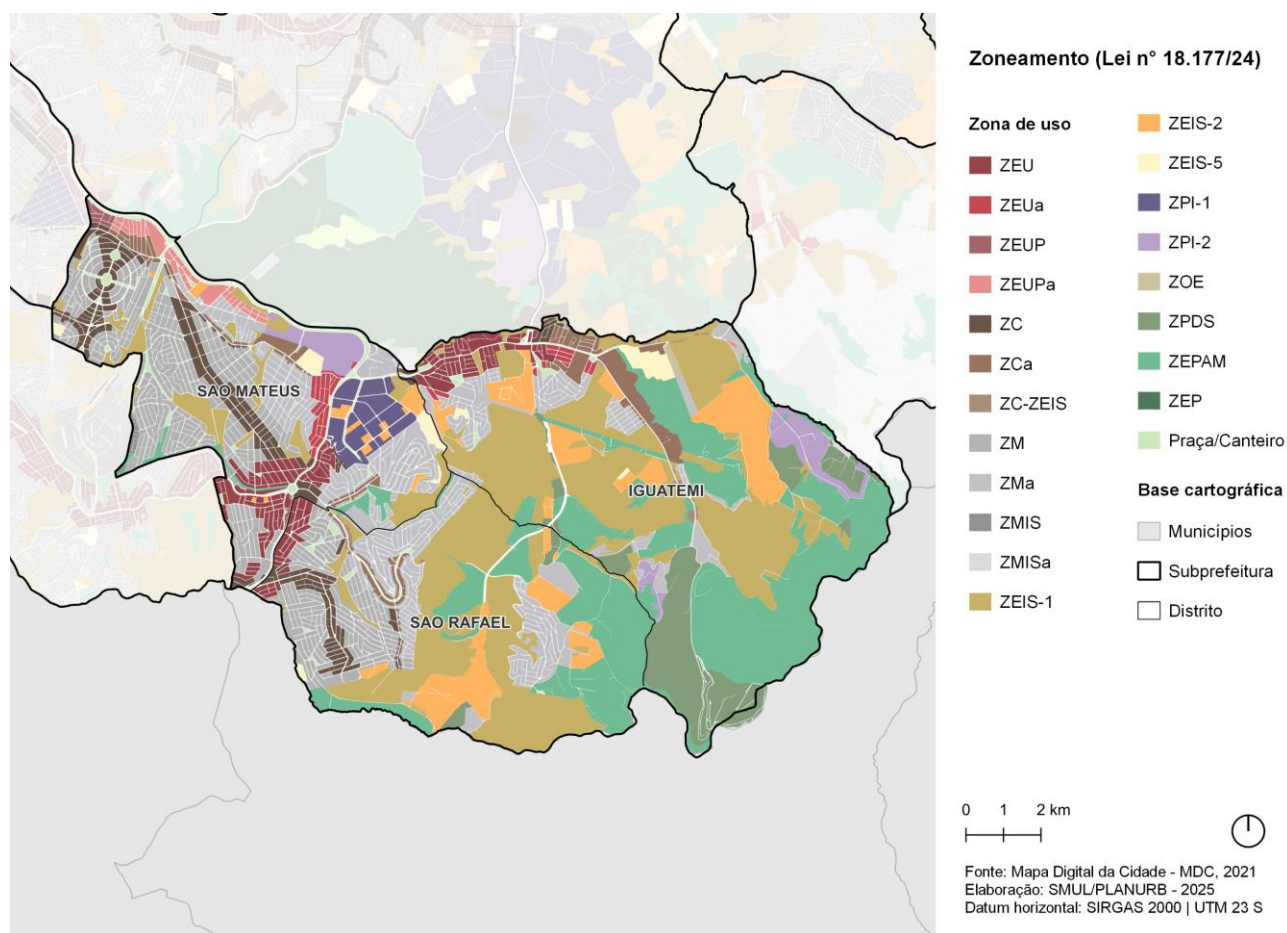 Zoneamento (Lei n° 18.177/24)
Zona de uso
ZEU
ZEUa
ZEUP
ZEUPa
ZC
ZCa
ZC-ZEIS
ZM
ZMa
ZMIS
ZMISa
ZEIS-1
ZEIS-2
ZEIS-5
ZPI-1
ZPI-2
ZOE
ZPDS
ZEPAM
ZEP
Praça/Canteiro
Base cartográfica
Municípios
Subprefeitura
Distrito
SAO MATEUS
IGUATEMI
SAO RAFAEL
0 1 2 km
Fonte: Mapa Digital da Cidade - MDC, 2021
Elaboração: SMUL/PLANURB - 2025
Datum horizontal: SIRGAS 2000 | UTM 23 S